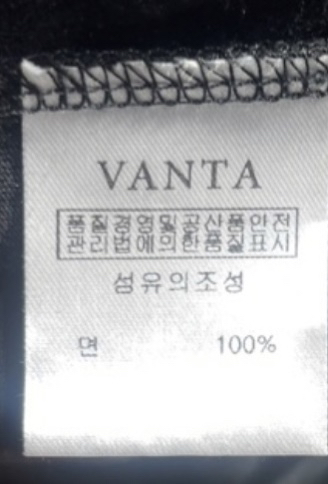 VANTA
품질경영및공산품안전
관리법에의한품질표시
섬유의조성
면 100%